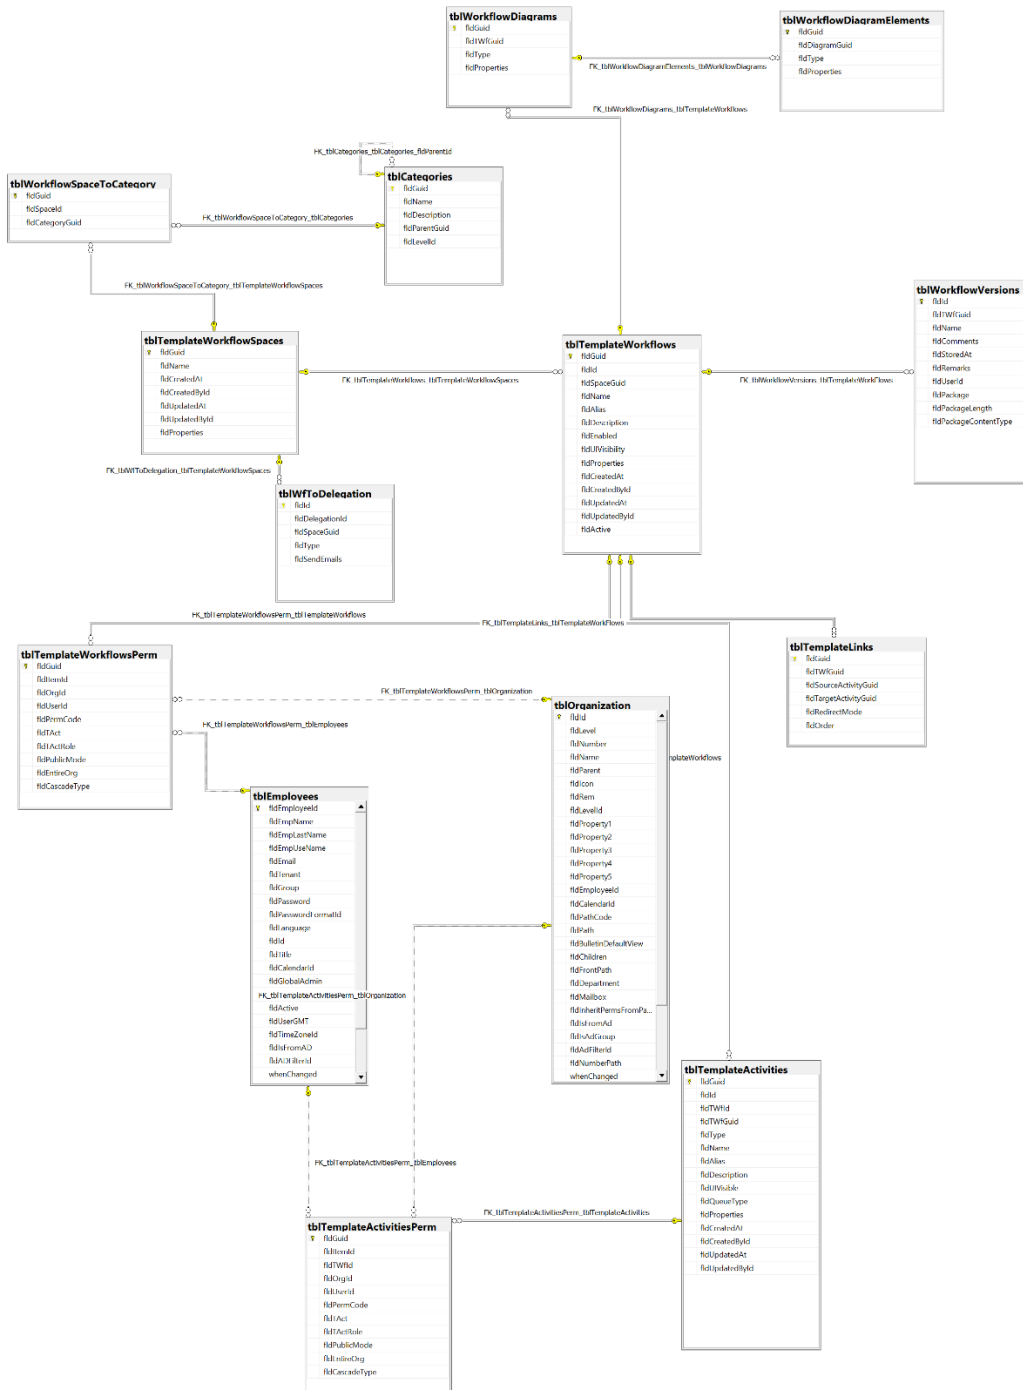 tblWorkflowDiagrams
fldGuid
fldTWfGuid
fldType
fldProperties
tblWorkflowDiagramElements
fldGuid
fldDiagramGuid
fldType
fldProperties
FK_tblWorkflowDiagramElements_tblWorkflowDiagrams
FK_tblWorkflowDiagrams_tblTemplateWorkflows
FK_tblCategories_tblCategories_fldParentId
tblCategories
fldGuid
fldName
fldDescription
fldParentGuid
fldLevelId
tblWorkflowSpaceToCategory
fldGuid
fldSpaceId
fldCategoryGuid
FK_tblWorkflowSpaceToCategory_tblCategories
FK_tblWorkflowSpaceToCategory_tblTemplateWorkflowSpaces
tblTemplateWorkflowSpaces
fldGuid
fldName
fldCreatedAt
fldCreatedById
fldUpdatedAt
fldUpdatedById
fldProperties
FK_tblTemplateWorkflows_tblTemplateWorkflowSpaces
tblTemplateWorkflows
fldGuid
fldId
fldSpaceGuid
fldName
fldAlias
fldDescription
fldEnabled
fldUIVisibility
fldProperties
fldCreatedAt
fldCreatedById
fldUpdatedAt
fldUpdatedById
fldActive
FK_tblWorkflowVersions_tblTemplateWorkFlows
tblWorkflowVersions
fldId
fldTWfGuid
fldName
fldComments
fldStoredAt
fldRemarks
fldUserId
fldPackage
fldPackageLength
fldPackageContentType
FK_tblWfToDelegation_tblTemplateWorkflowSpaces
tblWfToDelegation
fldId
fldDelegationId
fldSpaceGuid
fldType
fldSendEmails
FK_tblTemplateWorkflowsPerm_tblTemplateWorkflows
FK_tblTemplateLinks_tblTemplateWorkFlows
tblTemplateWorkflowsPerm
fldGuid
fldItemId
fldOrgId
fldUserId
fldPermCode
fldTAct
fldTActRole
fldPublicMode
fldEntireOrg
fldCascadeType
tblTemplateLinks
fldGuid
fldTWfGuid
fldSourceActivityGuid
fldTargetActivityGuid
fldRedirectMode
fldOrder
FK_tblTemplateWorkflowsPerm_tblOrganization
FK_tblTemplateWorkflowsPerm_tblEmployees
tblOrganization
fldId
fldLevel
fldNumber
fldName
fldParent
fldIcon
fldRem
fldLevelId
fldProperty1
fldProperty2
fldProperty3
fldProperty4
fldProperty5
fldEmployeeId
fldCalendarId
fldPathCode
fldPath
fldBulletinDefaultView
fldChildren
fldFrontPath
fldDepartment
fldMailbox
fldInheritPermsFromPa...
fldIsFromAd
fldIsAdGroup
fldAdFilterId
fldNumberPath
whenChanged
mplateWorkflows
tblEmployees
fldEmployeeId
fldEmpName
fldEmpLastName
fldEmpUseName
fldEmail
fldTenant
fldGroup
fldPassword
fldPasswordFormatId
fldLanguage
fldId
fldTitle
fldCalendarId
fldGlobalAdmin
FK_tblTemplateActivitiesPerm_tblOrganization
fldActive
fldUserGMT
fldTimeZoneId
fldIsFromAD
fldADFilterId
whenChanged
FK_tblTemplateActivitiesPerm_tblEmployees
tblTemplateActivities
fldGuid
fldId
fldTWfId
fldTWfGuid
fldType
fldName
fldAlias
fldDescription
fldUIVisible
fldQueueType
fldProperties
fldCreatedAt
fldCreatedById
fldUpdatedAt
fldUpdatedById
FK_tblTemplateActivitiesPerm_tblTemplateActivities
tblTemplateActivitiesPerm
fldGuid
fldItemId
fldTWfId
fldOrgId
fldUserId
fldPermCode
fldTAct
fldTActRole
fldPublicMode
fldEntireOrg
fldCascadeType